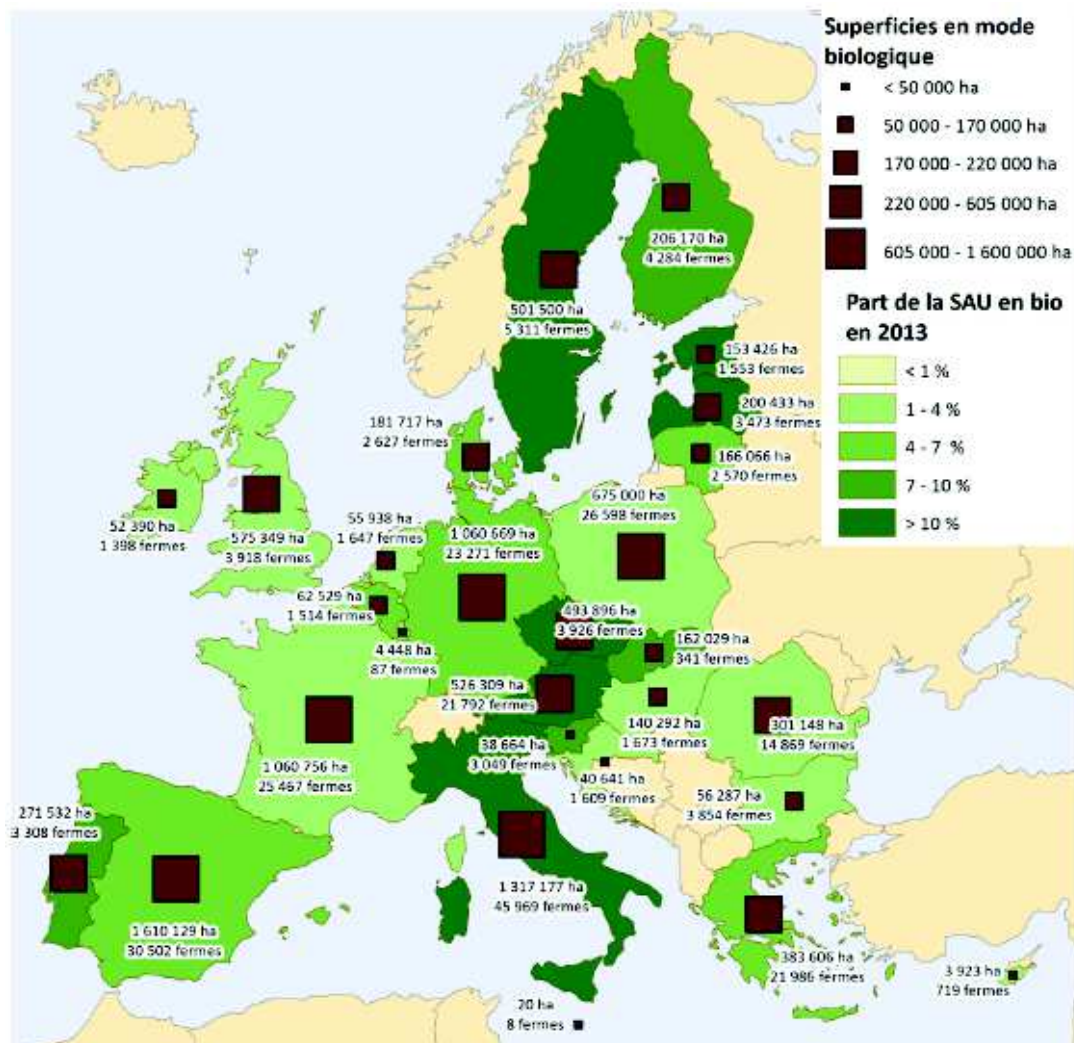 Superficies en mode
biologique
< 50 000 ha
50 000 - 170 000 ha
170 000 - 220 000 ha
220 000 - 605 000 ha
605 000 - 1 600 000 ha
Part de la SAU en bio
en 2013
< 1 %
1 - 4 %
4 - 7 %
7 - 10 %
> 10 %
206 170 ha
4 284 fermes
501 500 ha
5 311 fermes
153 426 ha
1 553 fermes
200 433 ha
3 473 fermes
166 066 ha
2 570 fermes
181 717 ha
2 627 fermes
52 390 ha
1 398 fermes
575 349 ha
3 918 fermes
55 938 ha
1 647 fermes
1 060 669 ha
23 271 fermes
675 000 ha
26 598 fermes
62 529 ha
1 514 fermes
4 448 ha
87 fermes
493 896 ha
3 926 fermes
162 029 ha
341 fermes
526 309 ha
21 792 fermes
140 292 ha
1 673 fermes
301 148 ha
14 869 fermes
38 664 ha
3 049 fermes
40 641 ha
1 609 fermes
56 287 ha
3 854 fermes
1 060 756 ha
25 467 fermes
271 532 ha
3 308 fermes
1 610 129 ha
30 502 fermes
1 317 177 ha
45 969 fermes
383 606 ha
21 986 fermes
3 923 ha
719 fermes
20 ha
8 fermes